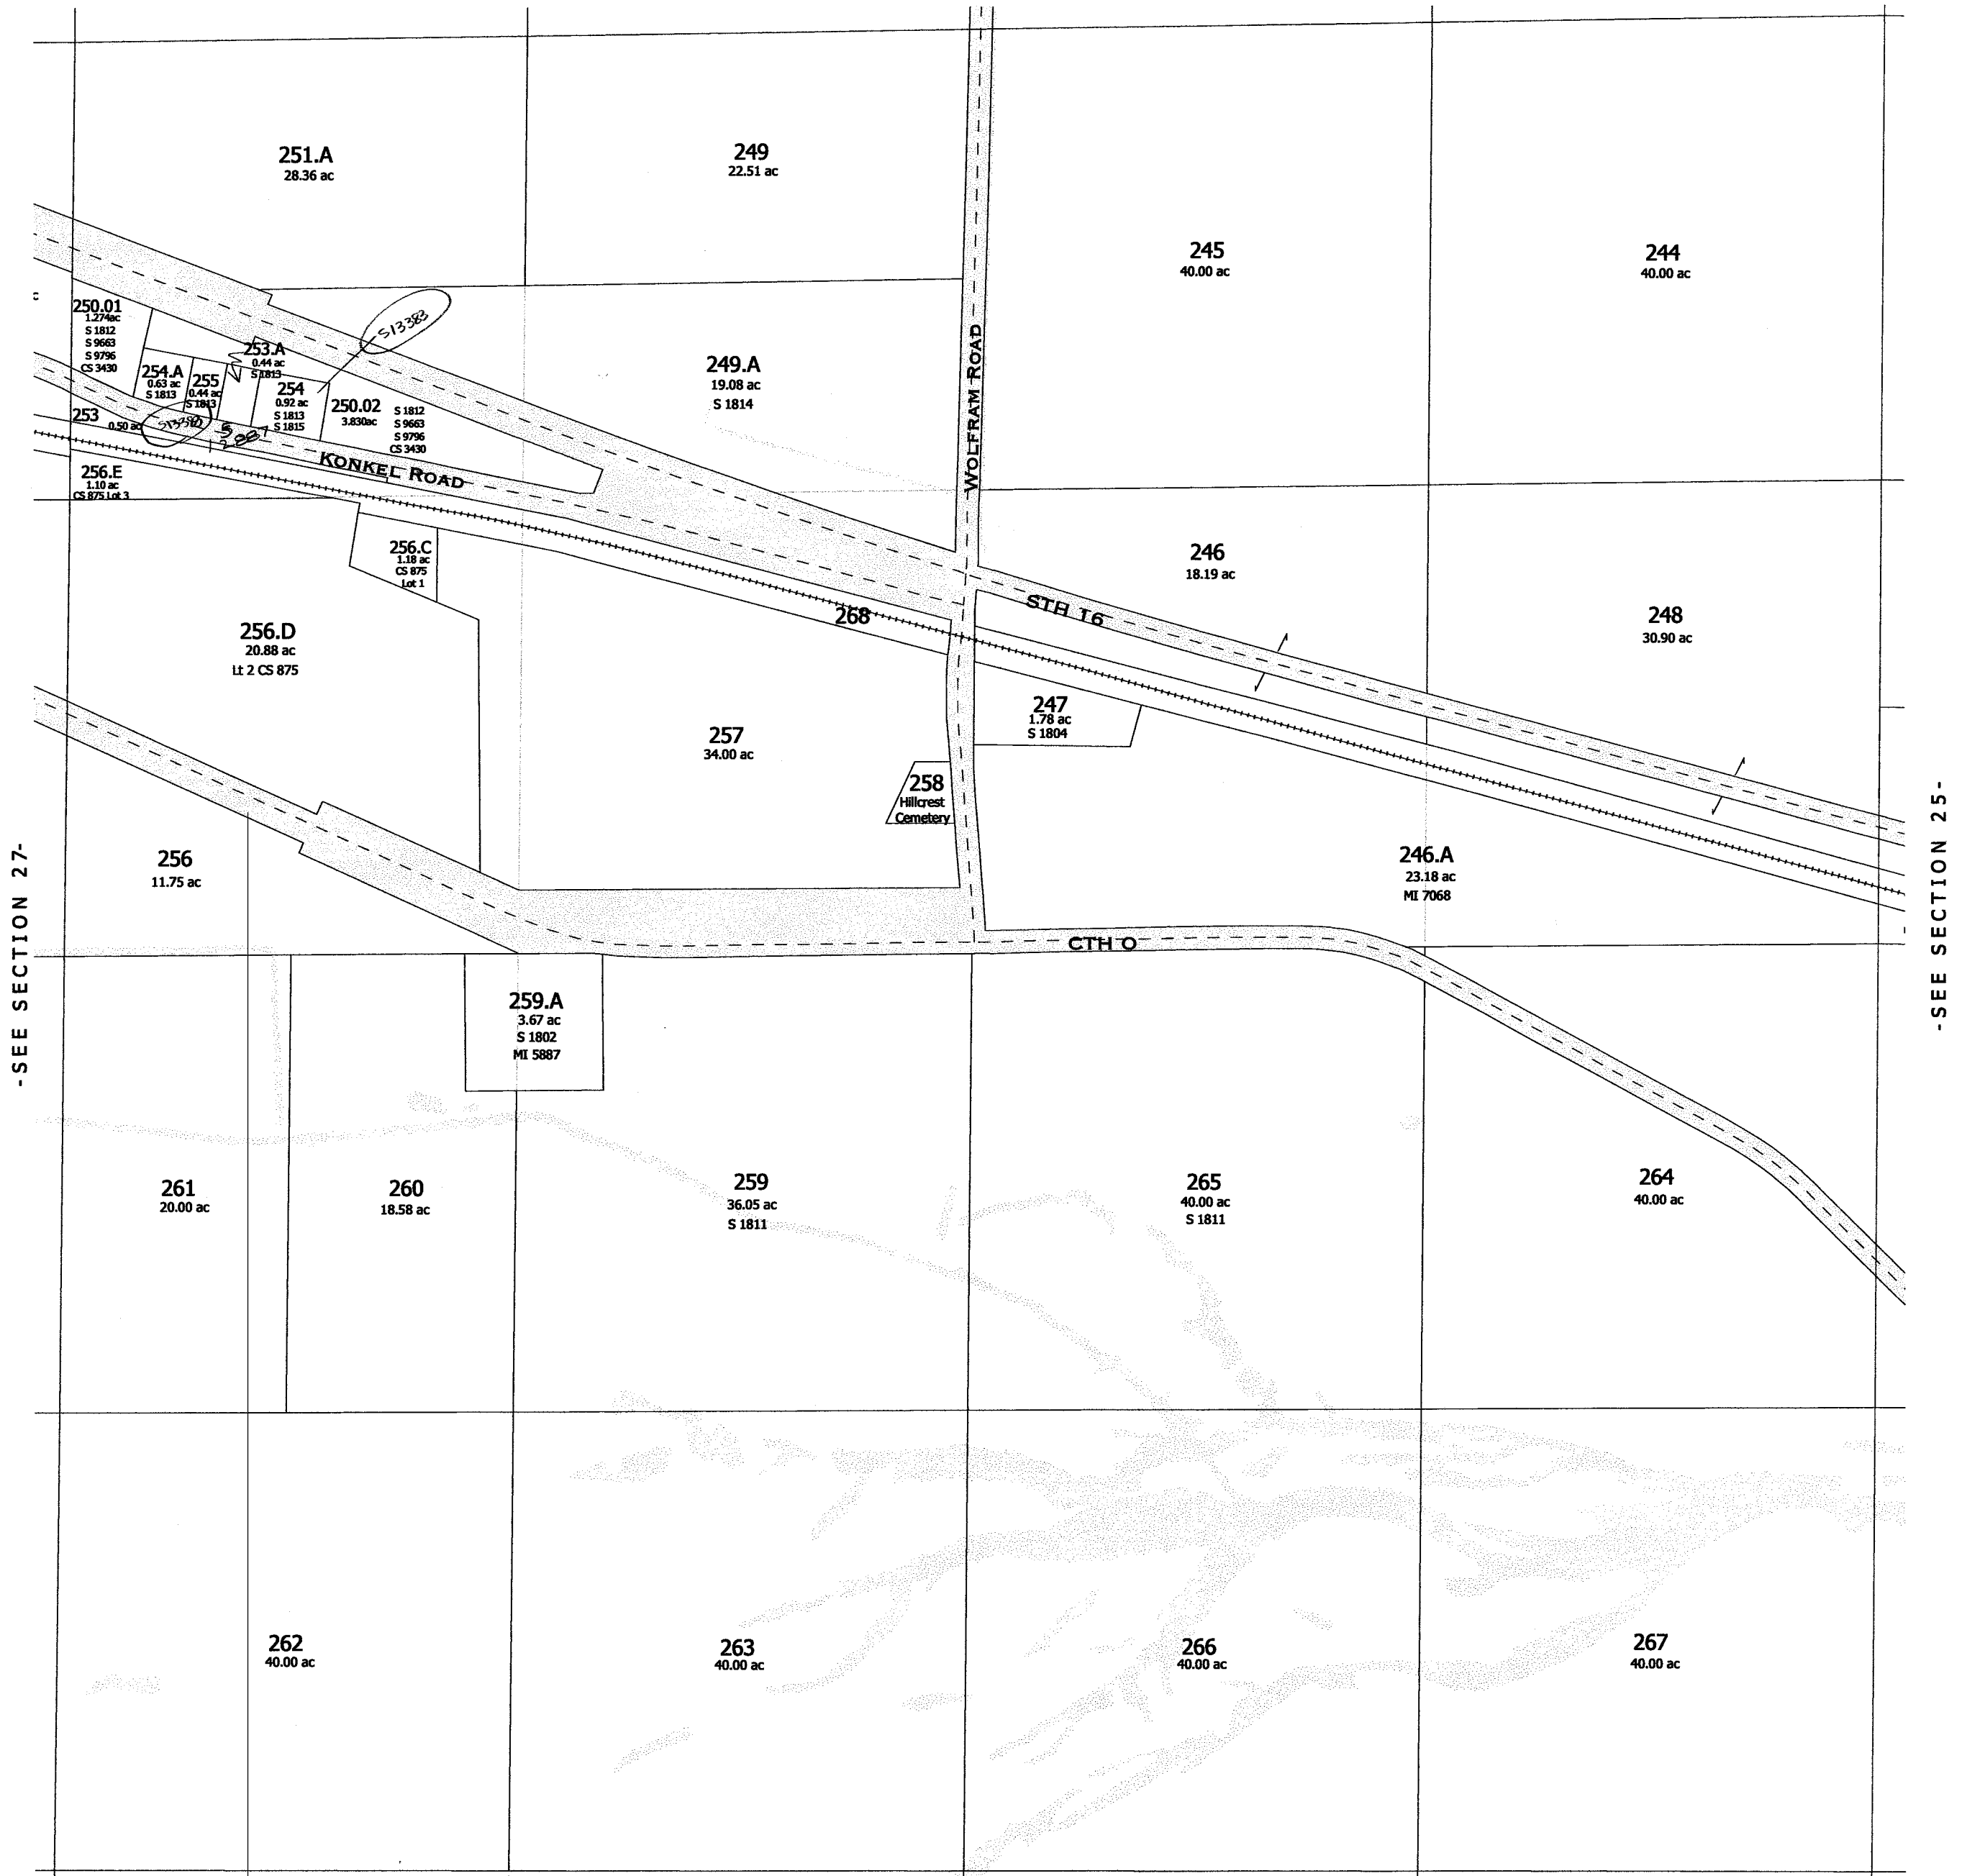 251.A
28.36 ac
249
22.51 ac
245
40.00 ac
244
40.00 ac
c
250.01
1.274ac
S 1812
S 9663
S 9796
CS 3430
S13383
253.A
0.44 ac
S 1813
254.A
0.63 ac
S 1813
255
0.44 ac
S 1813
254
0.92 ac
S 1813
S 1815
250.02
3.830ac
S 1812
S 9663
S 9796
CS 3430
249.A
19.08 ac
S 1814
WOLFRAM ROAD
253
0.50 ac
KONKEL ROAD
256.E
1.10 ac
CS 875 Lot 3
256.C
1.18 ac
CS 875
Lot 1
246
18.19 ac
STH 16
268
248
30.90 ac
256.D
20.88 ac
Lt 2 CS 875
257
34.00 ac
247
1.78 ac
S 1804
258
Hillcrest
Cemetery
-SEE SECTION 27-
-SEE SECTION 25-
256
11.75 ac
246.A
23.18 ac
MI 7068
CTH O
259.A
3.67 ac
S 1802
MI 5887
261
20.00 ac
260
18.58 ac
259
36.05 ac
S 1811
265
40.00 ac
S 1811
264
40.00 ac
262
40.00 ac
263
40.00 ac
266
40.00 ac
267
40.00 ac